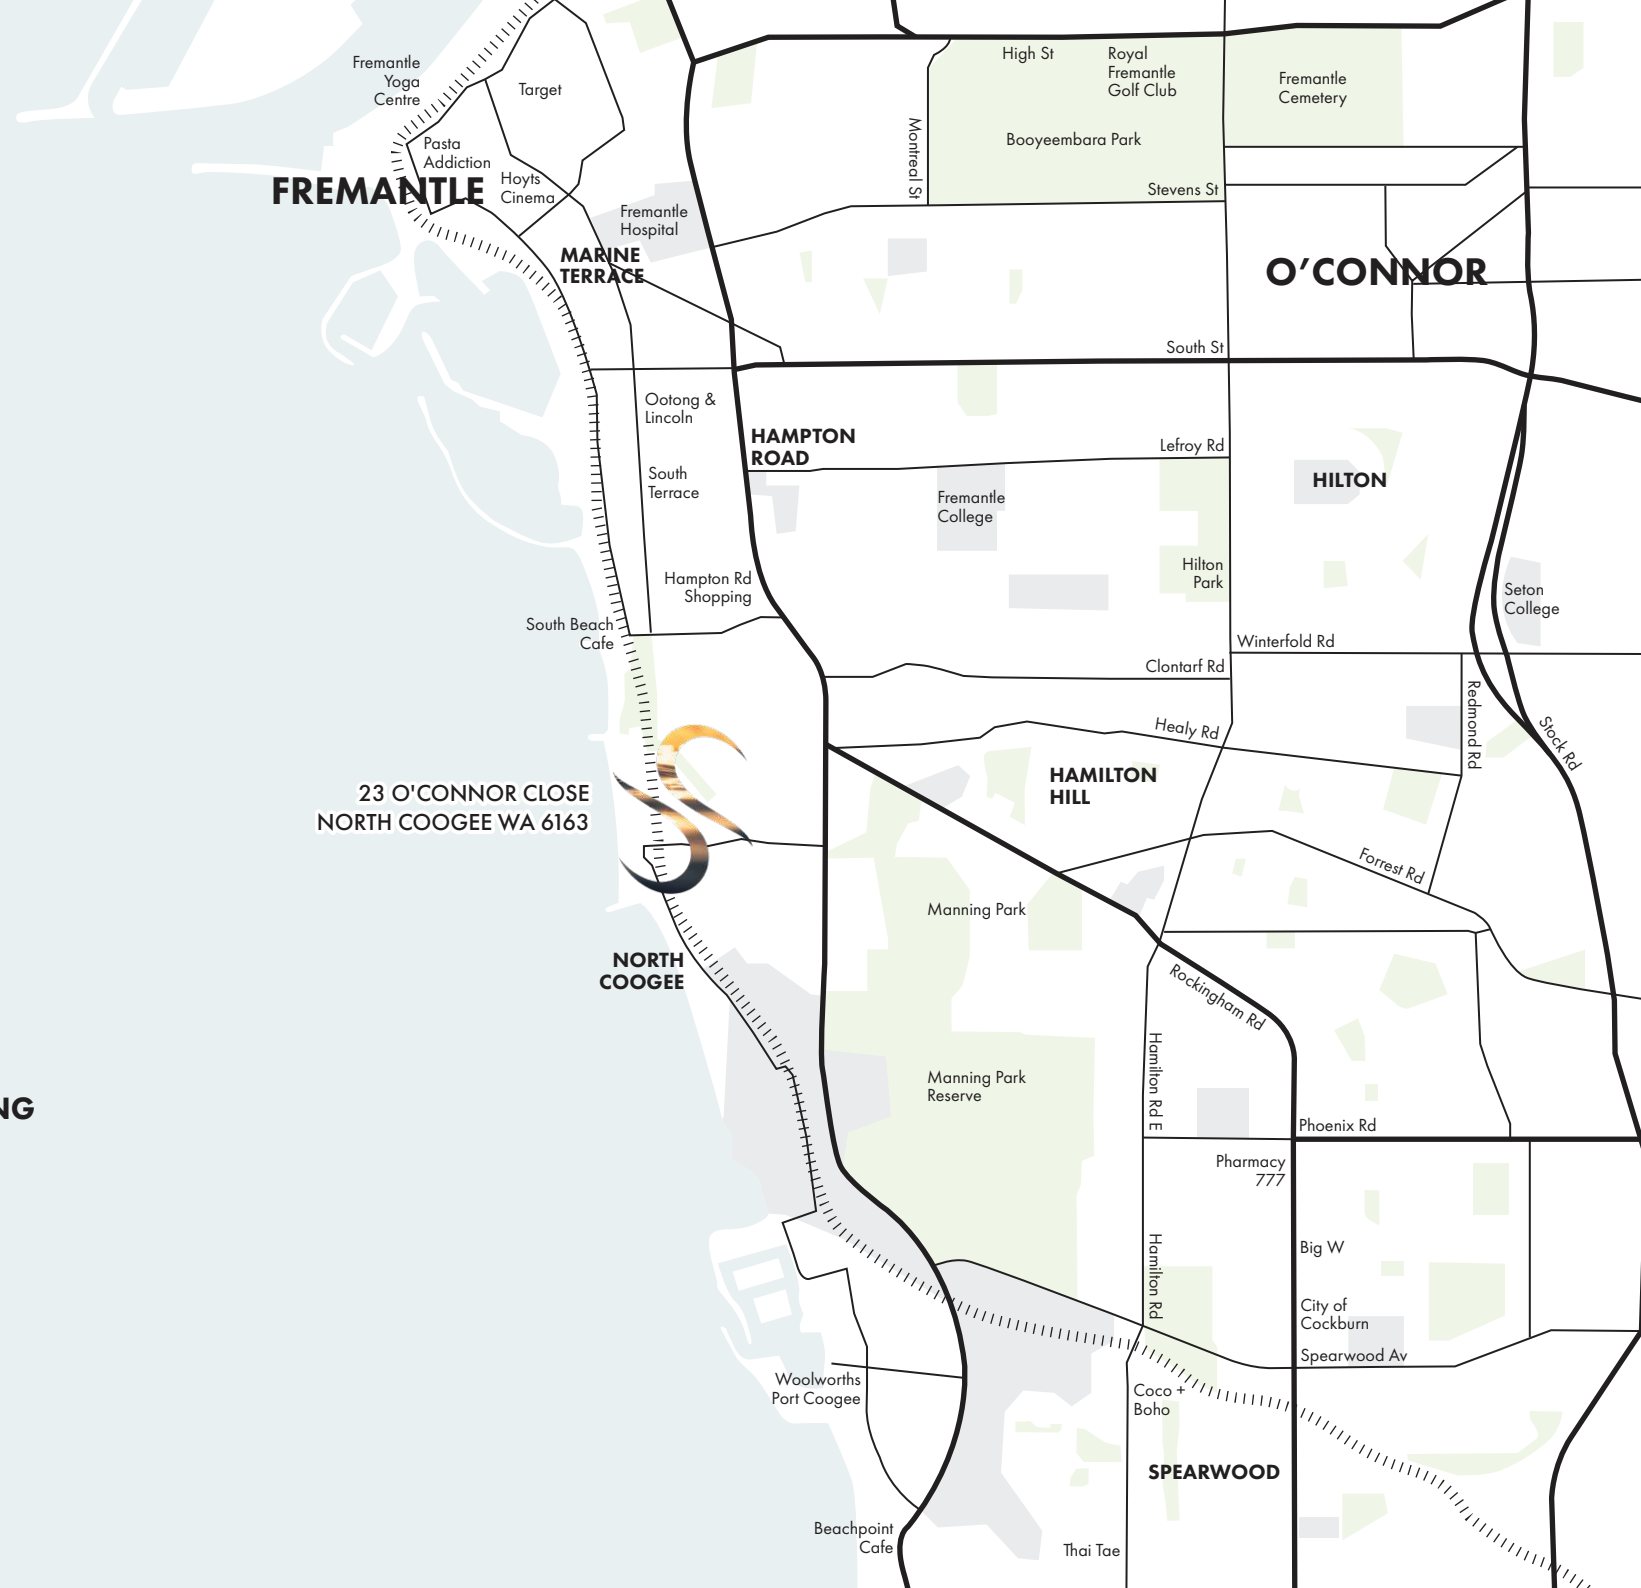 Fremantle
Yoga
Centre
Target
High St
Royal
Fremantle
Golf Club
Fremantle
Cemetery
Pasta
Addiction
Montreal St
Booyeembara Park
FREMANTLE
Hoyts
Cinema
Stevens St
Fremantle
Hospital
MARINE
TERRACE
O’CONNOR
South St
Ootong &
Lincoln
HAMPTON
ROAD
Lefroy Rd
South
Terrace
Fremantle
College
HILTON
Hilton
Park
Hampton Rd
Shopping
Seton
College
South Beach
Cafe
Winterfold Rd
Clontarf Rd
Redmond Rd
Stock Rd
Healy Rd
HAMILTON
HILL
23 O'CONNOR CLOSE
NORTH COOGEE WA 6163
Forrest Rd
Manning Park
NORTH
COOGEE
Rockingham Rd
Hamilton Rd E
Manning Park
Reserve
NG
Phoenix Rd
Pharmacy
777
Hamilton Rd
Big W
City of
Cockburn
Spearwood Av
Woolworths
Port Coogee
Coco +
Boho
SPEARWOOD
Beachpoint
Cafe
Thai Tae